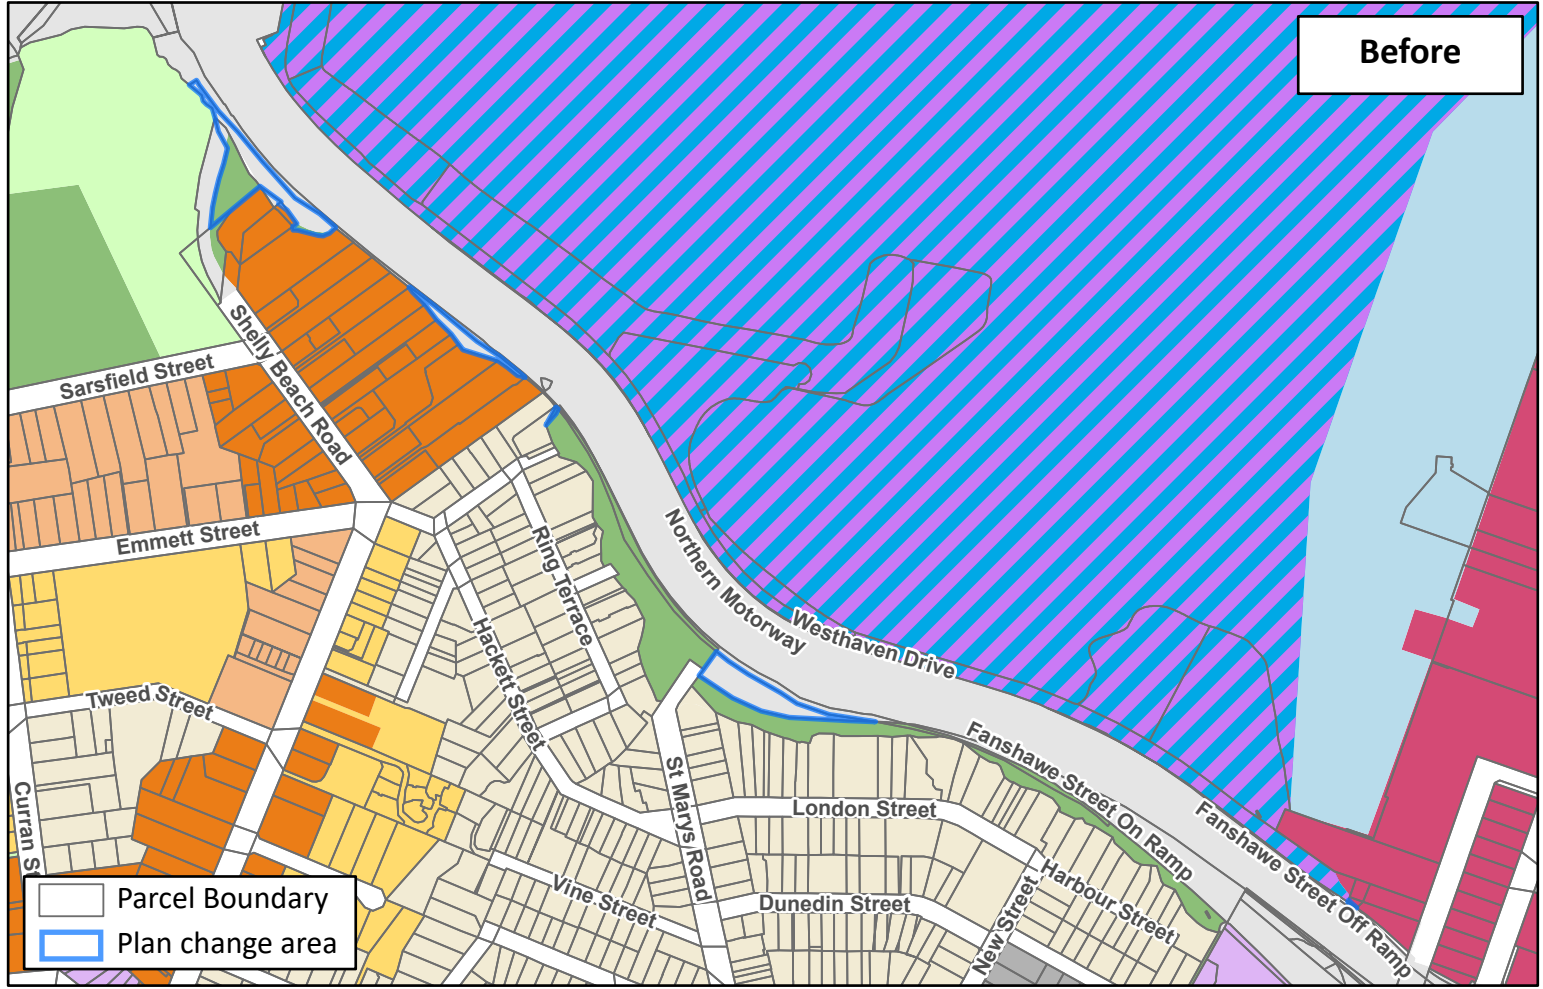 Before
Shelly Beach Road
Sarsfield Street
Emmett Street
Ring Terrace
Northern Motorway
Westhaven Drive
Hackett Street
Tweed Street
Fanshawe Street On Ramp
St Marys Road
Curran S
London Street
Fanshawe Street Off Ramp
Harbour Street
Vine Street
Dunedin Street
New Street
Parcel Boundary
Plan change area